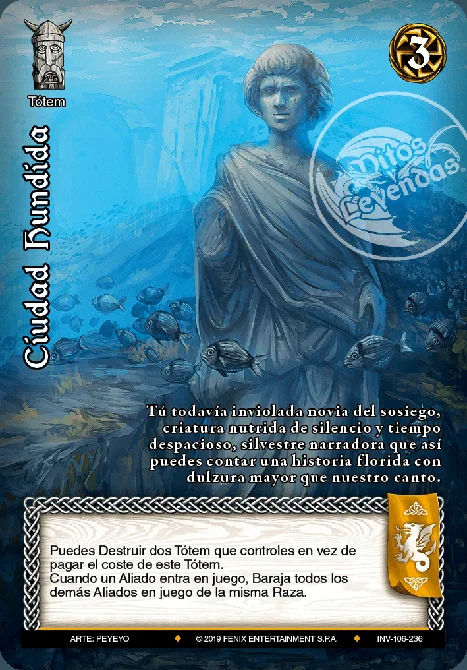 3
Tótem
Ciudad Hundida
Mitos
y
Leyendas
Tú todavía inviolada novia del sosiego,
criatura nutrida de silencio y tiempo
despacioso, silvestre narradora que así
puedes contar una historia florida con
dulzura mayor que nuestro canto.
Puedes Destruir dos Tótem que controles en vez de
pagar el coste de este Tótem.
Cuando un Aliado entra en juego, Baraja todos los
demás Aliados en juego de la misma Raza.
ARTE: PEYEYO ♦ © 2019 FENIX ENTERTAINMENT S.P.A. ♦ INV-106-236